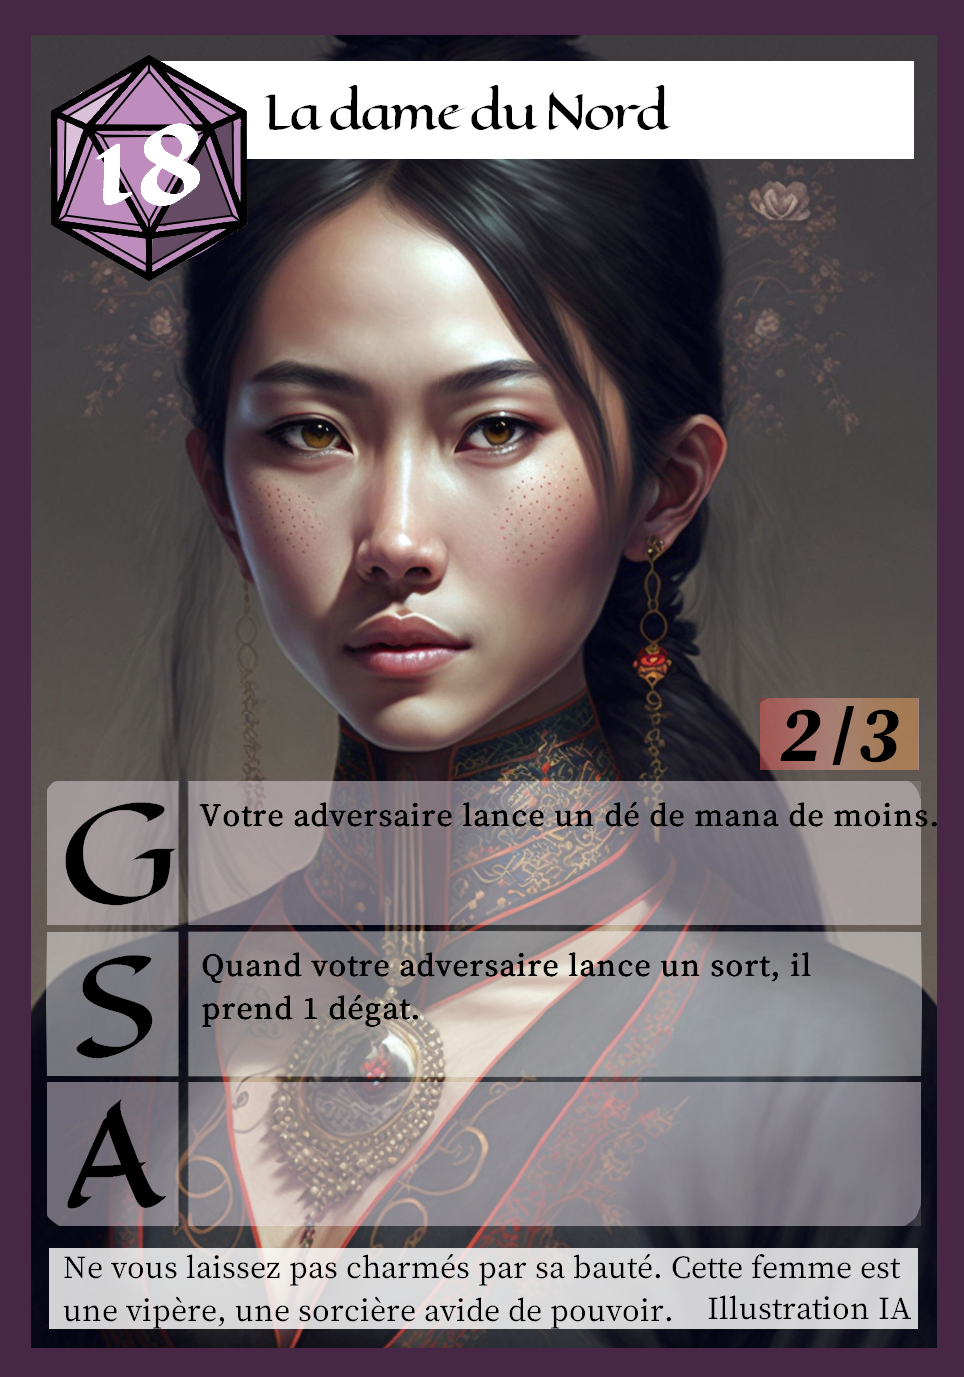 18
La dame du Nord
2/3
G
Votre adversaire lance un dé de mana de moins.
S
Quand votre adversaire lance un sort, il
prend 1 dégat.
A
Ne vous laissez pas charmés par sa bauté. Cette femme est
une vipère, une sorcière avide de pouvoir. Illustration IA